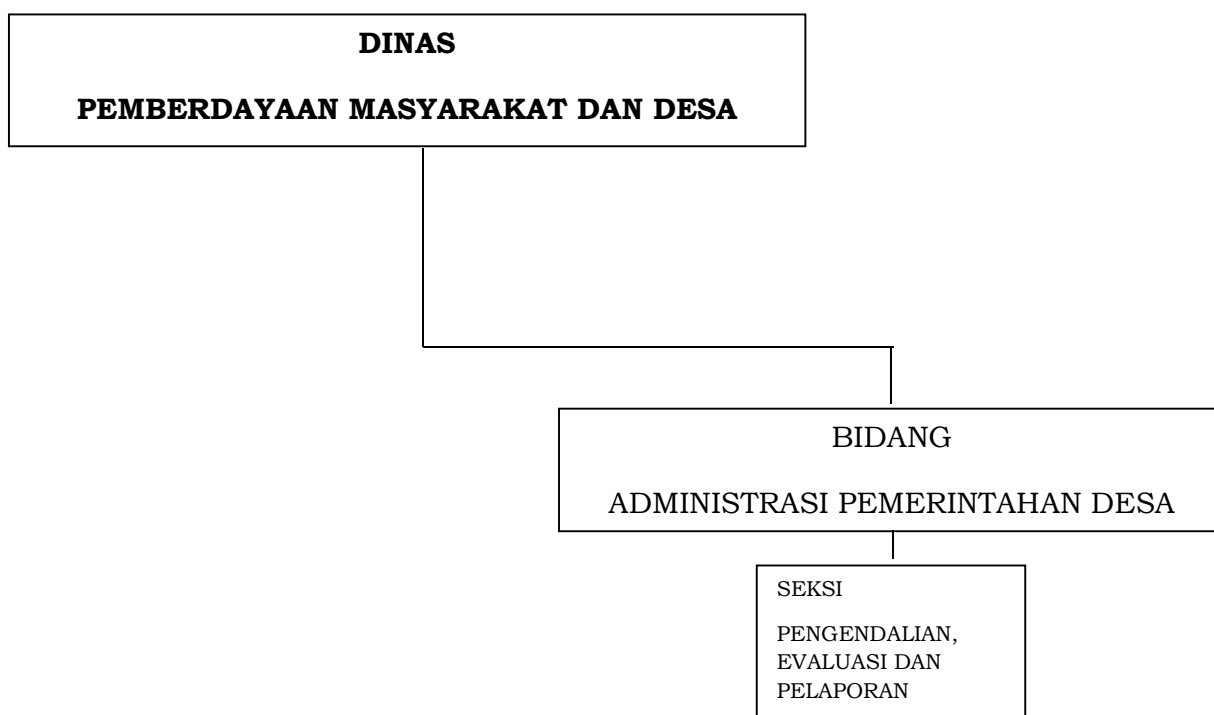 DINAS
PEMBERDAYAAN MASYARAKAT DAN DESA
BIDANG
ADMINISTRASI PEMERINTAHAN DESA
SEKSI
PENGENDALIAN,
EVALUASI DAN
PELAPORAN